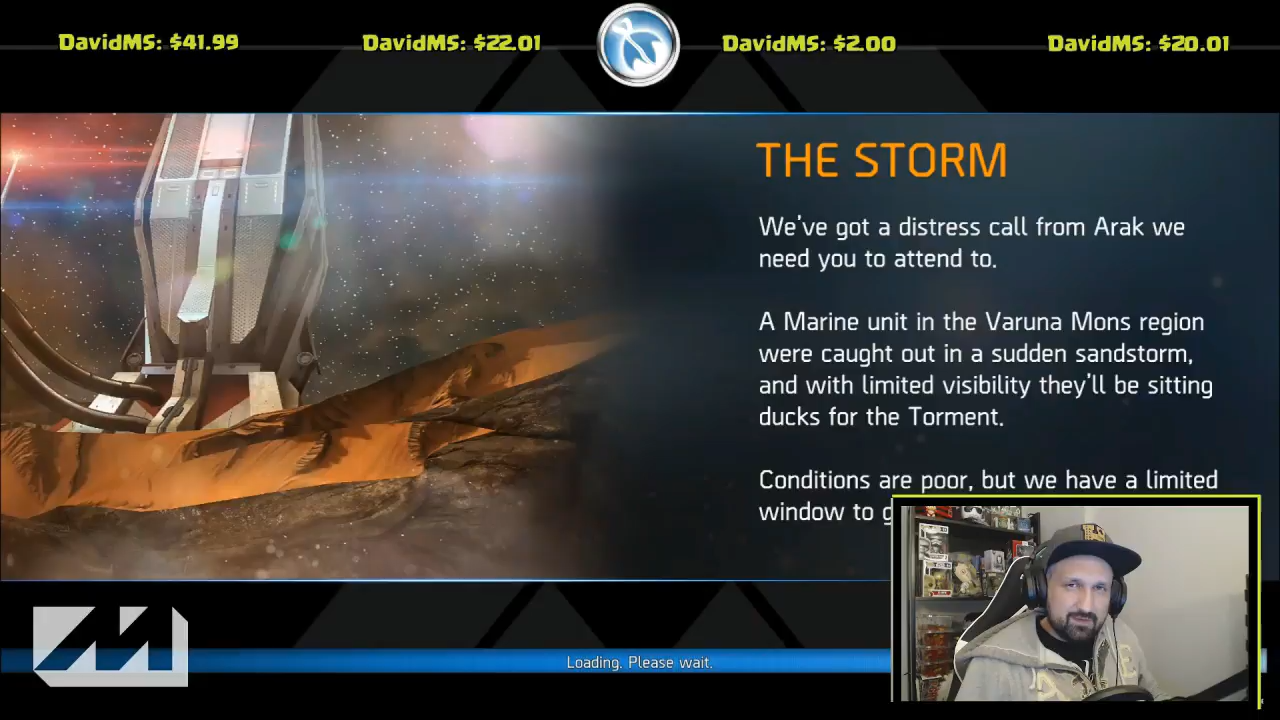 DavidMS: $41.99 DavidMS: $22.01 DavidMS: $2.00 DavidMS: $20.01
THE STORM
We've got a distress call from Arak we
need you to attend to.
A Marine unit in the Varuna Mons region
were caught out in a sudden sandstorm,
and with limited visibility they'll be sitting
ducks for the Torment.
Conditions are poor, but we have a limited
window to
Loading. Please wait.